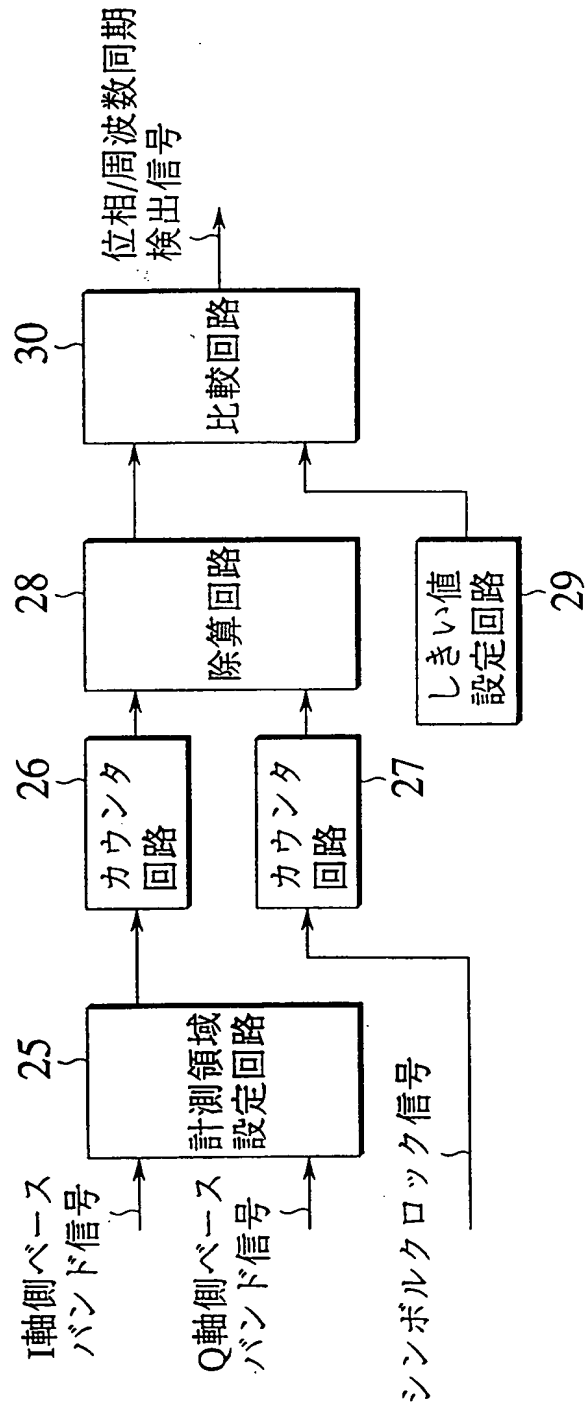 I軸側ベース
バンド信号
Q軸側ベース
バンド信号
シンボルクロック信号
25
計測領域
設定回路
26
カウンタ
回路
カウンタ
回路
27
28
除算回路
しきい値
設定回路
29
30
比較回路
位相/周波数同期
検出信号